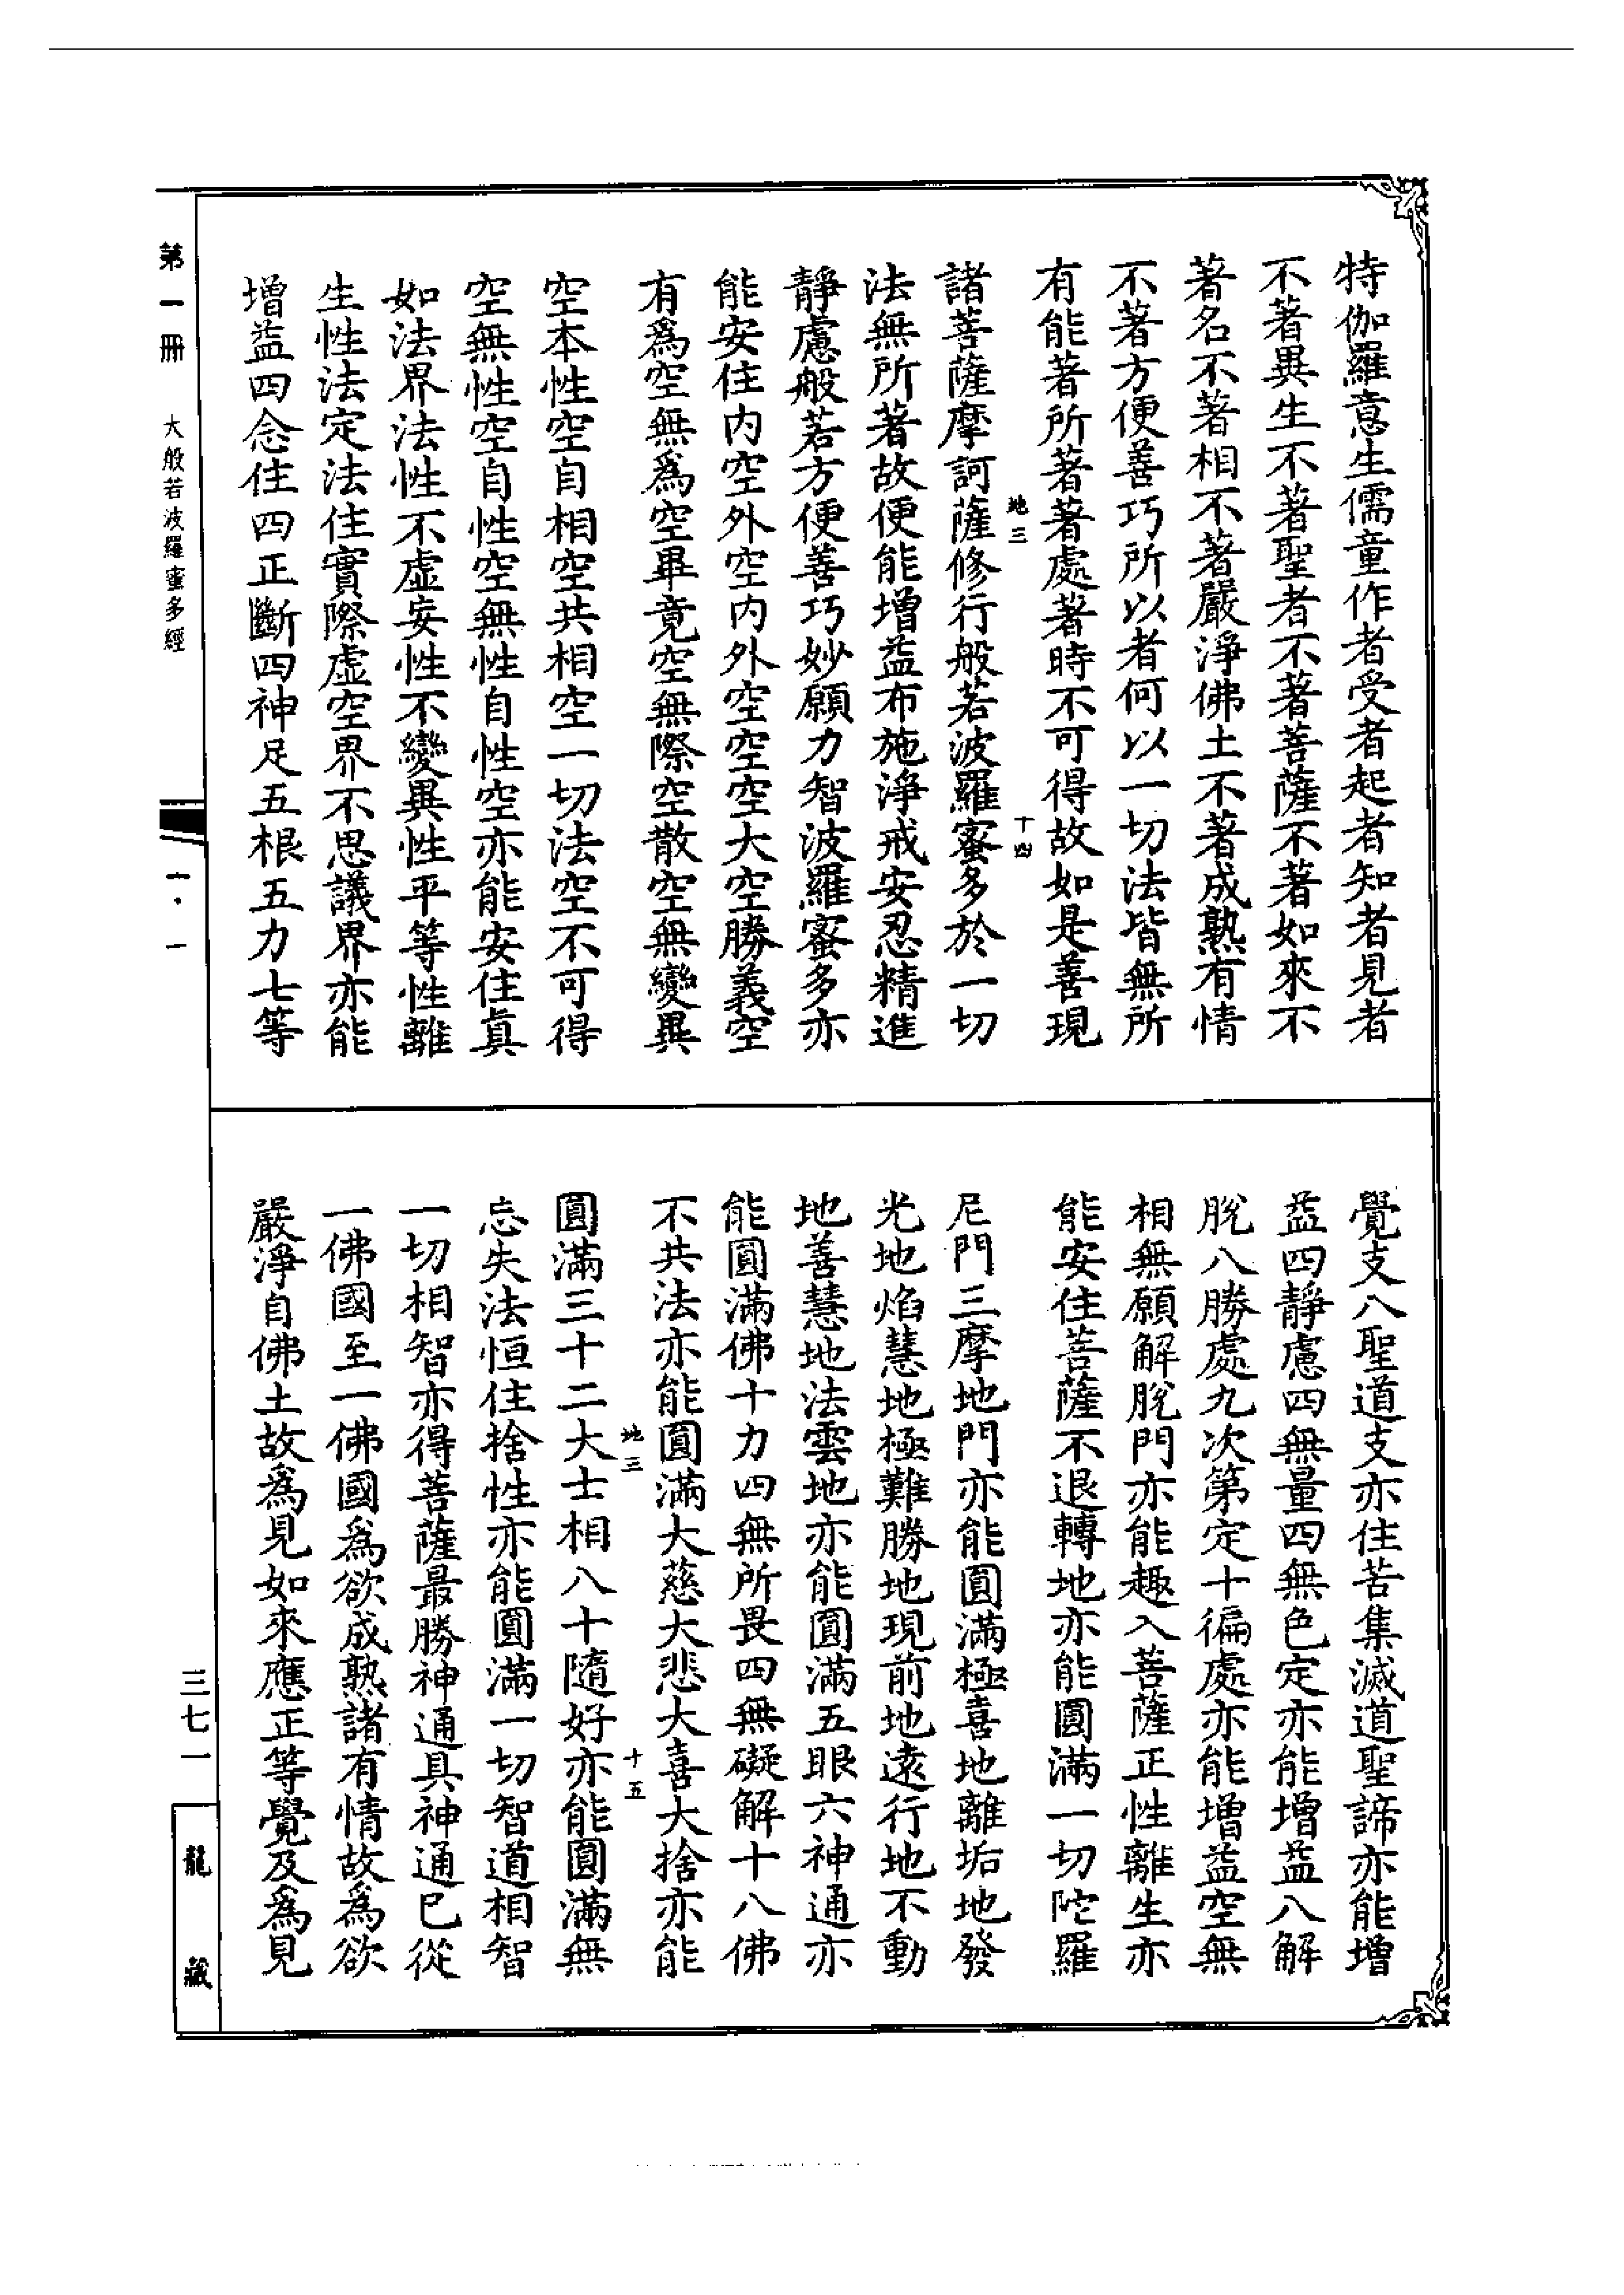 特伽羅意生儒童作者受者起者知者見者
不著異生不著聖者不著菩薩不著如來不
著名不著相不著嚴淨佛土不著成熟有情
不著方便善巧所以者何以一切法皆無所
有能著所著著處著時不可得故如是善現
地三
十四
諸菩薩摩訶薩修行般若波羅蜜多於一切
法無所著故便能增益布施淨戒安忍精進
靜慮般若方便善巧妙願力智波羅蜜多亦
能安住內空外空內外空空空大空勝義空
有為空無為空畢竟空無際空散空無變異
空本性空自相空共相空一切法空不可得
空無性空自性空無性自性空亦能安住真
如法界法性不虛妄性不變異性平等性離
生性法定法住實際虛空界不思議界亦能
增益四念住四正斷四神足五根五力七等
覺支八聖道支亦住苦集滅道聖諦亦能增
益四靜慮四無量四無色定亦能增益八解
脫八勝處九次第定十徧處亦能增益空無
相無願解脫門亦能趣入菩薩正性離生亦
能安住菩薩不退轉地亦能圓滿一切陀羅
尼門三摩地門亦能圓滿極喜地離垢地發
光地焰慧地極難勝地現前地遠行地不動
地善慧地法雲地亦能圓滿五眼六神通亦
能圓滿佛十力四無所畏四無礙解十八佛
不共法亦能圓滿大慈大悲大喜大捨亦能
地三
十五
圓滿三十二大士相八十隨好亦能圓滿無
忘失法恒住捨性亦能圓滿一切智道相智
一切相智亦得菩薩最勝神通具神通已從
一佛國至一佛國為欲成熟諸有情故為欲
嚴淨自佛土故為見如來應正等覺及為見
第一冊
大般若波羅蜜多經
三七一
龍藏